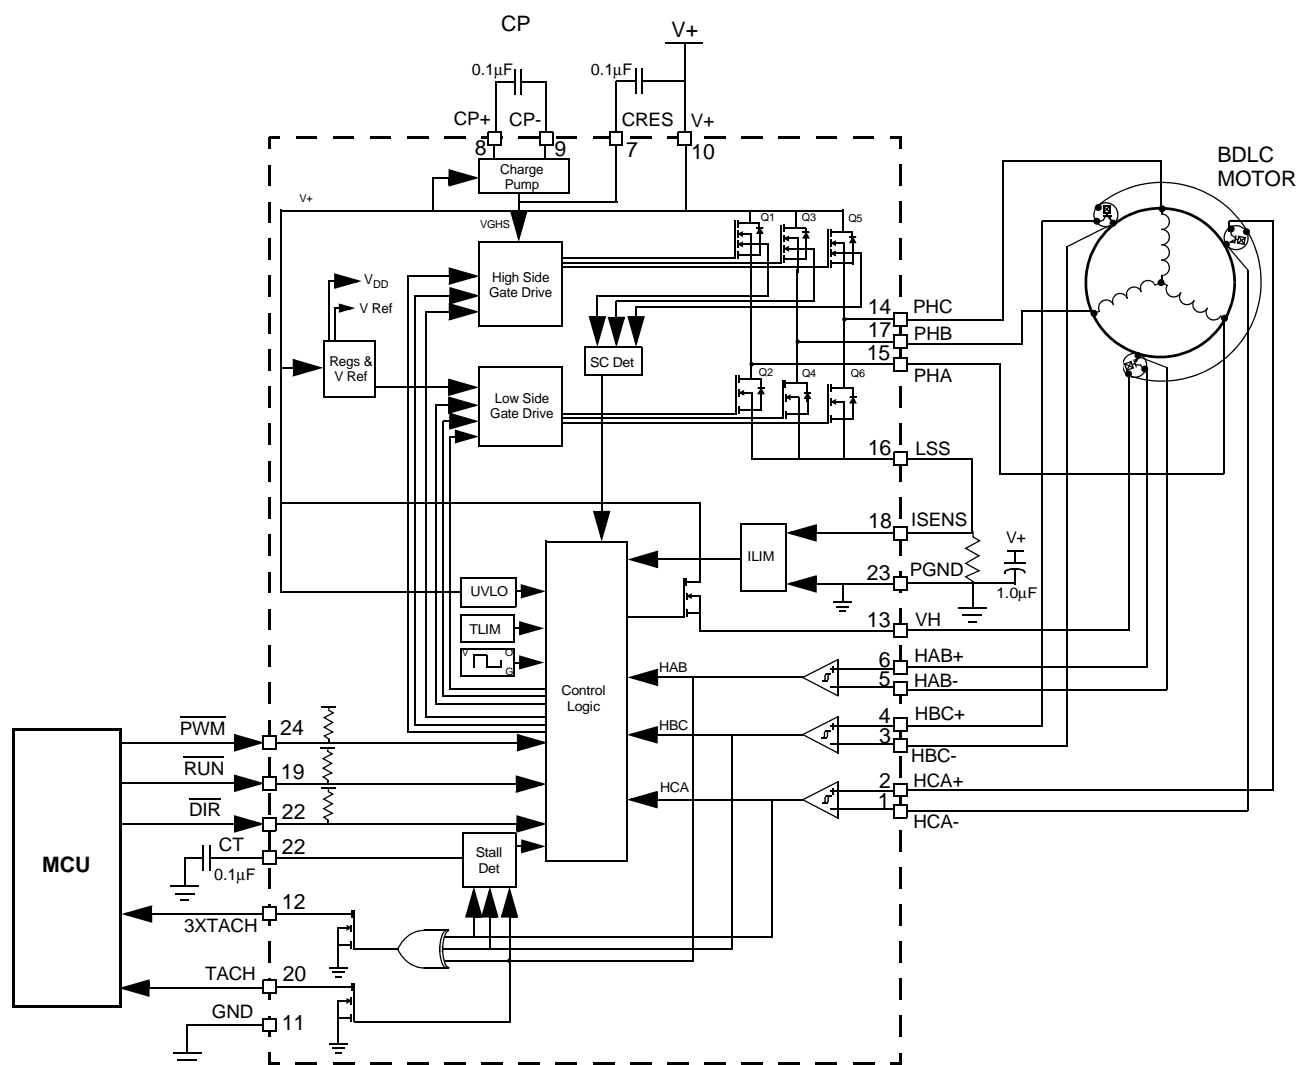 CP
V+
0.1µF
0.1µF
CP+
CP-
CRES
V+
8
9
7
10
BDLC
MOTOR
Charge
Pump
V+
VGHS
Q1
Q3
Q5
High Side
Gate Drive
VDD
V Ref
14
PHC
17
PHB
15
PHA
Regs &
V Ref
SC Det
Low Side
Gate Drive
Q2
Q4
Q6
16
LSS
18
ISENS
V+
ILIM
23
PGND
1.0µF
UVLO
13
VH
TLIM
V
O
G
HAB
6
HAB+
5
HAB-
Control
Logic
HBC
4
HBC+
3
HBC-
HCA
2
HCA+
1
HCA-
PWM
24
RUN
19
DIR
22
CT
22
0.1µF
Stall
Det
MCU
12
3XTACH
TACH
20
GND
11